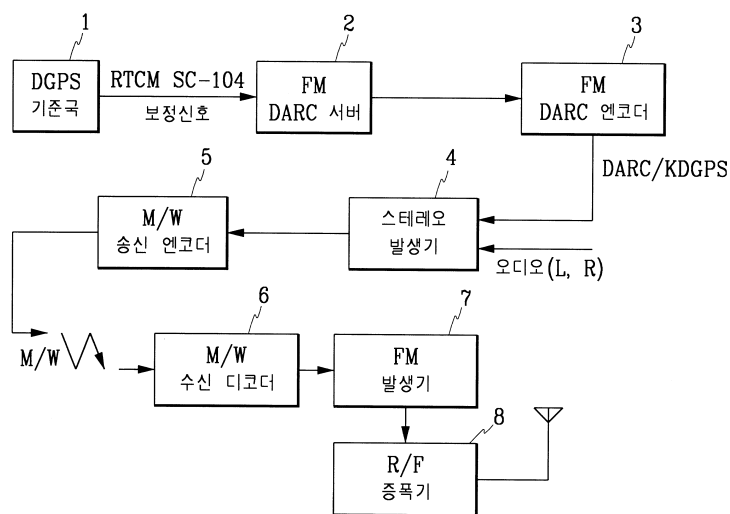 1
DGPS
기준국
RTCM SC-104
보정신호
2
FM
DARC 서버
3
FM
DARC 엔코더
DARC/KDGPS
4
스테레오
발생기
오디오(L, R)
5
M/W
송신 엔코더
M/W
6
M/W
수신 디코더
7
FM
발생기
8
R/F
증폭기